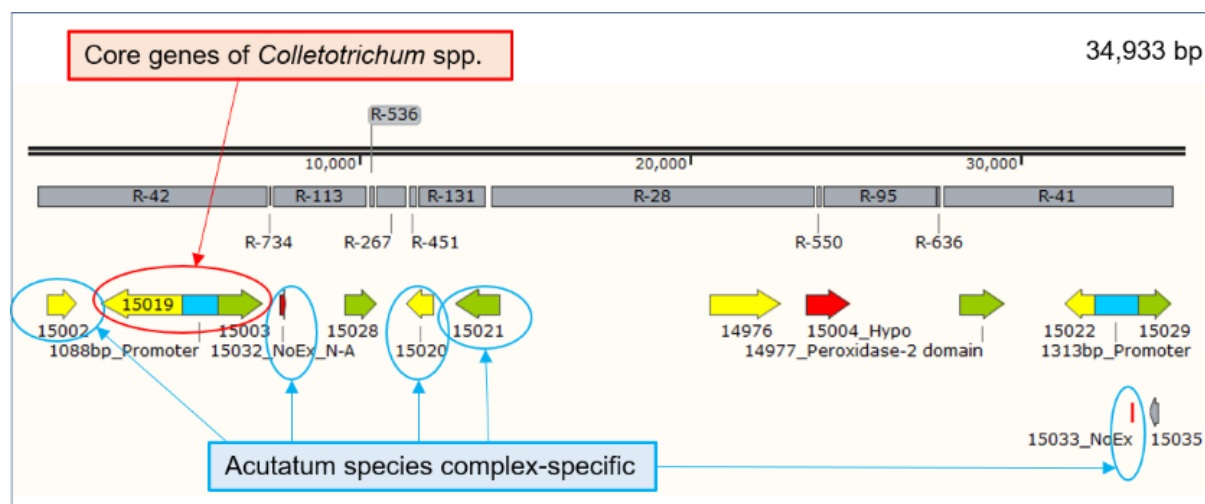 Core genes of Colletotrichum spp.
34,933 bp
R-536
10,000
20,000
30,000
R-42
R-113
R-131
R-28
R-95
R-41
R-734
R-267
R-451
R-550
R-636
15019
15002
15003
15028
15020
15021
14976
15004_Hypo
15022
15029
1088bp_Promoter
15032_NoEx_N-A
14977_Peroxidase-2 domain
1313bp_Promoter
15033_NoEx
15035
Acutatum species complex-specific